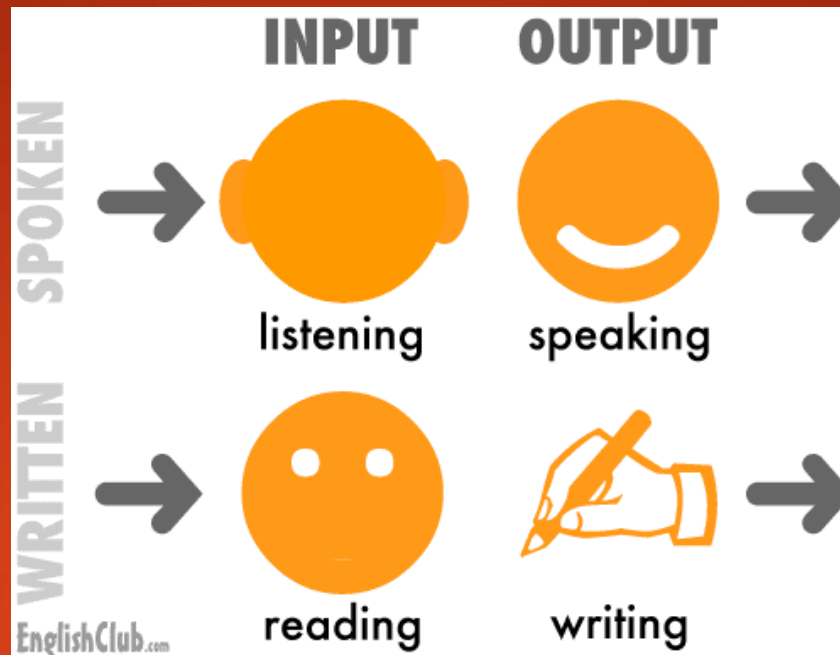 INPUT OUTPUT
SPOKEN
listening speaking
WRITTEN
reading writing
EnglishClub.com